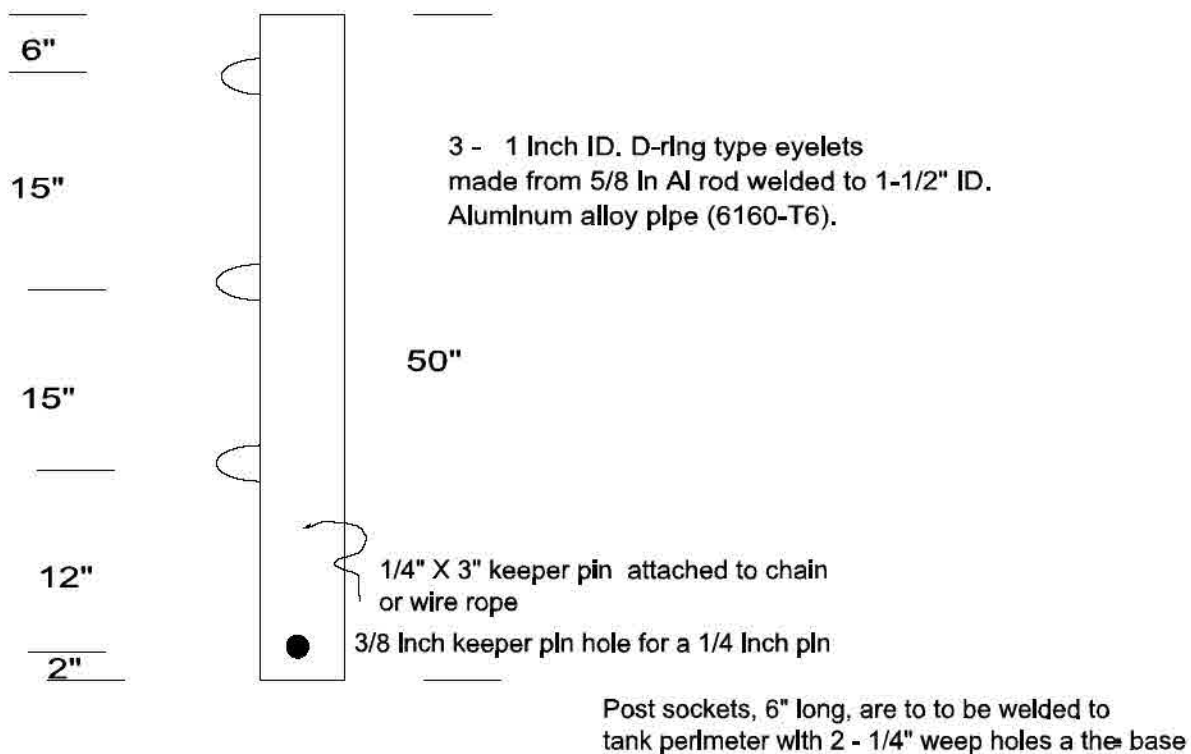 6"
15"
3 - 1 Inch ID. D-ring type eyelets
made from 5/8 In Al rod welded to 1-1/2" ID.
Aluminum alloy pipe (6160-T6).
50"
15"
12"
1/4" X 3" keeper pin attached to chain
or wire rope
3/8 Inch keeper pin hole for a 1/4 Inch pin
2"
Post sockets, 6" long, are to to be welded to
tank perimeter with 2 - 1/4" weep holes a the base